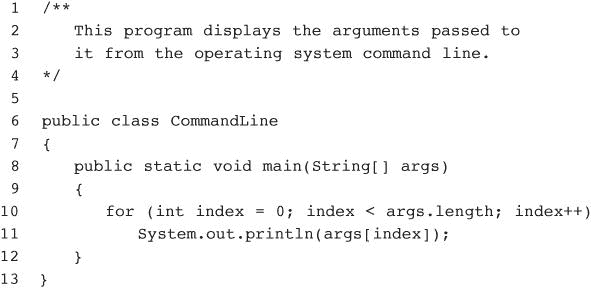 1 /**
2 This program displays the arguments passed to
3 it from the operating system command line.
4 */
5
6 public class CommandLine
7 {
8 public static void main(String[] args)
9 {
10 for (int index = 0; index < args.length; index++)
11 System.out.println(args[index]);
12 }
13 }